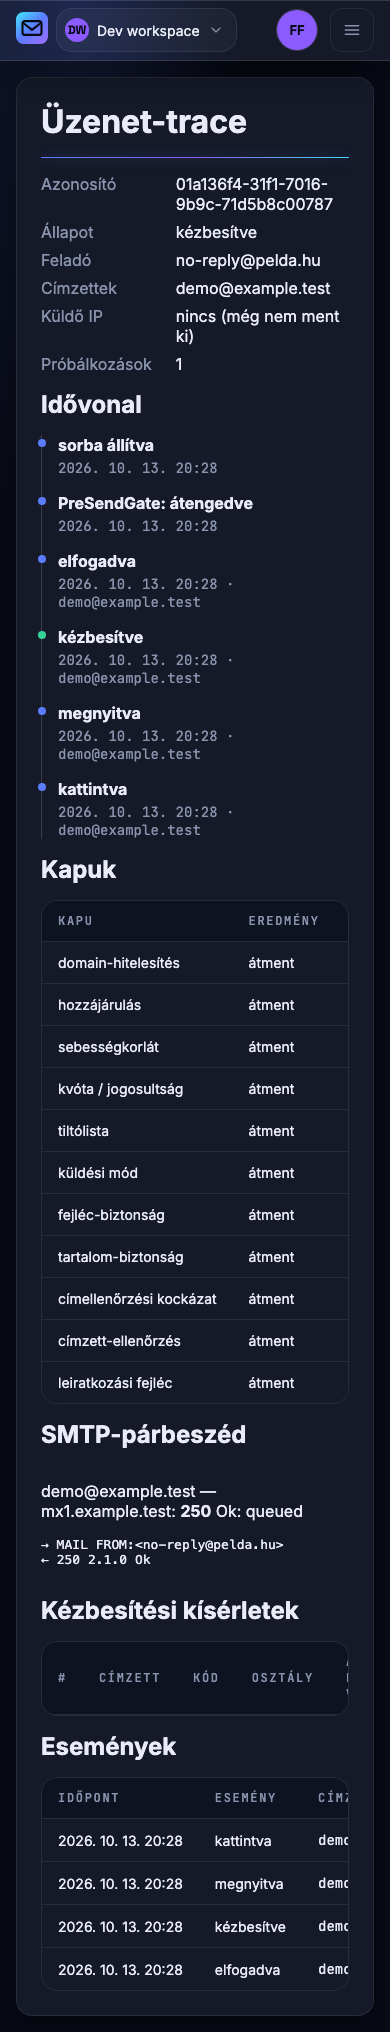 DW Dev workspace FF
Üzenet-trace
Azonosító 01a136f4-31f1-7016-
9b9c-71d5b8c00787
Állapot kézbesítve
Feladó no-reply@pelda.hu
Címzettek demo@example.test
Küldő IP nincs (még nem ment
ki)
Próbálkozások 1
Idővonal
sorba állítva
2026. 10. 13. 20:28
PreSendGate: átengedve
2026. 10. 13. 20:28
elfogadva
2026. 10. 13. 20:28 ·
demo@example.test
kézbesítve
2026. 10. 13. 20:28 ·
demo@example.test
megnyitva
2026. 10. 13. 20:28 ·
demo@example.test
kattintva
2026. 10. 13. 20:28 ·
demo@example.test
Kapuk
KAPU EREDMÉNY
domain-hitelesítés átment
hozzájárulás átment
sebességkorlát átment
kvóta / jogosultság átment
tiltólista átment
küldési mód átment
fejléc-biztonság átment
tartalom-biztonság átment
címellenőrzési kockázat átment
címzett-ellenőrzés átment
leiratkozási fejléc átment
SMTP-párbeszéd
demo@example.test —
mx1.example.test: 250 Ok: queued
→ MAIL FROM:<no-reply@pelda.hu>
← 250 2.1.0 Ok
Kézbesítési kísérletek
# CÍMZETT KÓD OSZTÁLY
Események
IDŐPONT ESEMÉNY CÍMZ
2026. 10. 13. 20:28 kattintva demo
2026. 10. 13. 20:28 megnyitva demo
2026. 10. 13. 20:28 kézbesítve demo
2026. 10. 13. 20:28 elfogadva demo